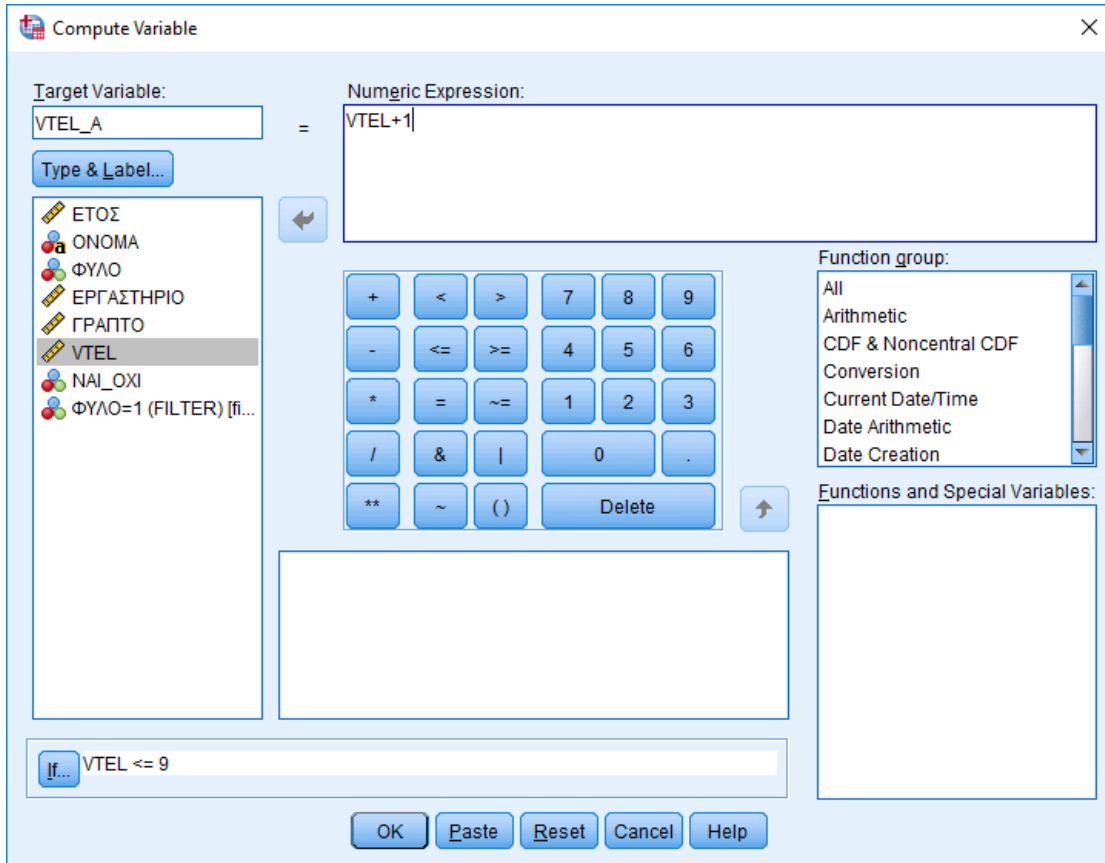 Compute Variable
Target Variable:
VTEL_A
=
Numeric Expression:
VTEL+1
Type & Label...
ΕΤΟΣ
ΟΝΟΜΑ
ΦΥΛΟ
ΕΡΓΑΣΤΗΡΙΟ
ΓΡΑΠΤΟ
VTEL
ΝΑΙ_ΟΧΙ
ΦΥΛΟ=1 (FILTER) [fi...
+ < > 7 8 9
- <= >= 4 5 6
* = ~= 1 2 3
/ & | 0 .
** ~ ( ) Delete
Function group:
All
Arithmetic
CDF & Noncentral CDF
Conversion
Current Date/Time
Date Arithmetic
Date Creation
Functions and Special Variables:
If... VTEL <= 9
OK Paste Reset Cancel Help